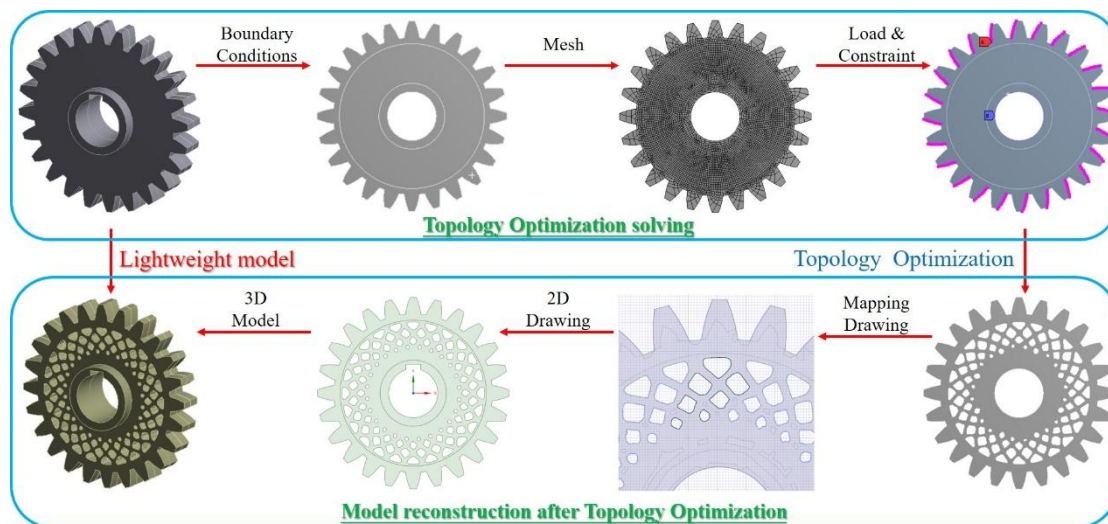 Boundary
Conditions
Mesh
Load &
Constraint
Topology Optimization solving
Lightweight model
Topology Optimization
3D
Model
2D
Drawing
Mapping
Drawing
Model reconstruction after Topology Optimization